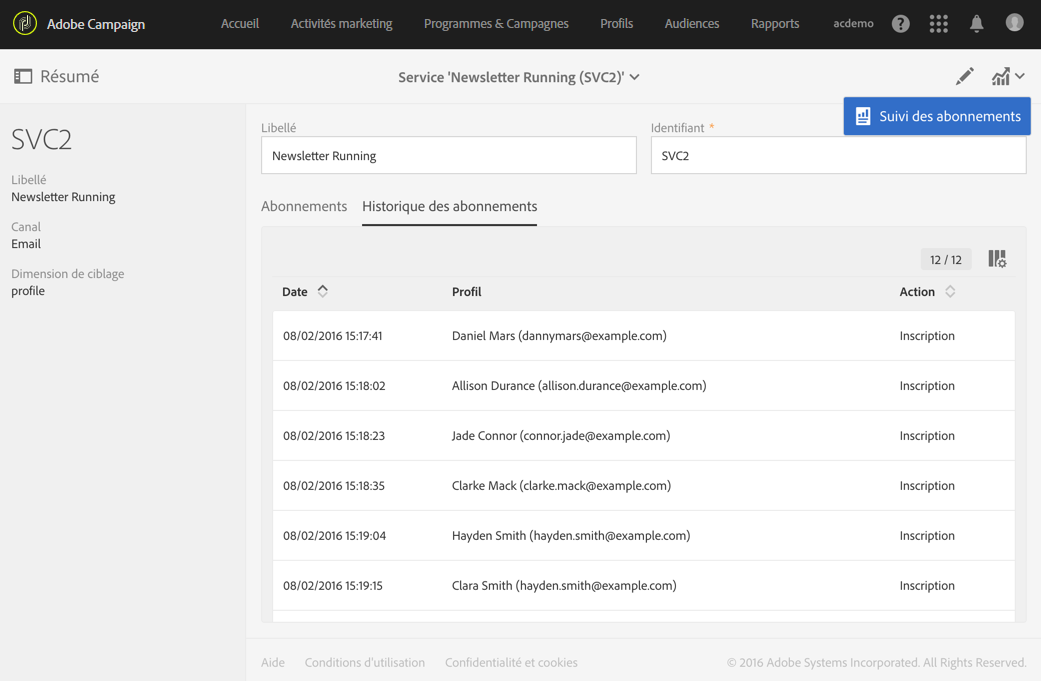 Adobe Campaign Accueil Activités marketing Programmes & Campagnes Profils Audiences Rapports acdemo ?
Résumé Service 'Newsletter Running (SVC2)'
Suivi des abonnements
SVC2
Libellé
Newsletter Running
Canal
Email
Dimension de ciblage
profile
Libellé Identifiant *
Newsletter Running SVC2
Abonnements Historique des abonnements
12 / 12
Date Profil Action
08/02/2016 15:17:41 Daniel Mars (dannymars@example.com) Inscription
08/02/2016 15:18:02 Allison Durance (allison.durance@example.com) Inscription
08/02/2016 15:18:23 Jade Connor (connor.jade@example.com) Inscription
08/02/2016 15:18:35 Clarke Mack (clarke.mack@example.com) Inscription
08/02/2016 15:19:04 Hayden Smith (hayden.smith@example.com) Inscription
08/02/2016 15:19:15 Clara Smith (hayden.smith@example.com) Inscription
Aide Conditions d'utilisation Confidentialité et cookies © 2016 Adobe Systems Incorporated. All Rights Reserved.